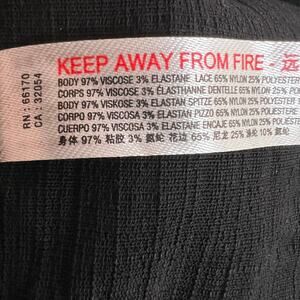 RN : 66170
CA : 32054
KEEP AWAY FROM FIRE - 远
BODY 97% VISCOSE 3% ELASTANE LACE 65% NYLON 25% POLYESTER
CORPS 97% VISCOSE 3% ÉLASTHANNE DENTELLE 65% NYLON 25% POLYESTER
BODY 97% VISKOSE 3% ELASTAN SPITZE 65% NYLON 25% POLYESTER
CORPO 97% VISCOSA 3% ELASTAN PIZZO 65% NYLON 25% POLIESTERE
CUERPO 97% VISCOSA 3% ELASTANO ENCAJE 65% NYLON 25% POLIESTER
身体 97% 粘胶 3% 氨纶 花边 65% 尼龙 25% 涤纶 10% 氨纶